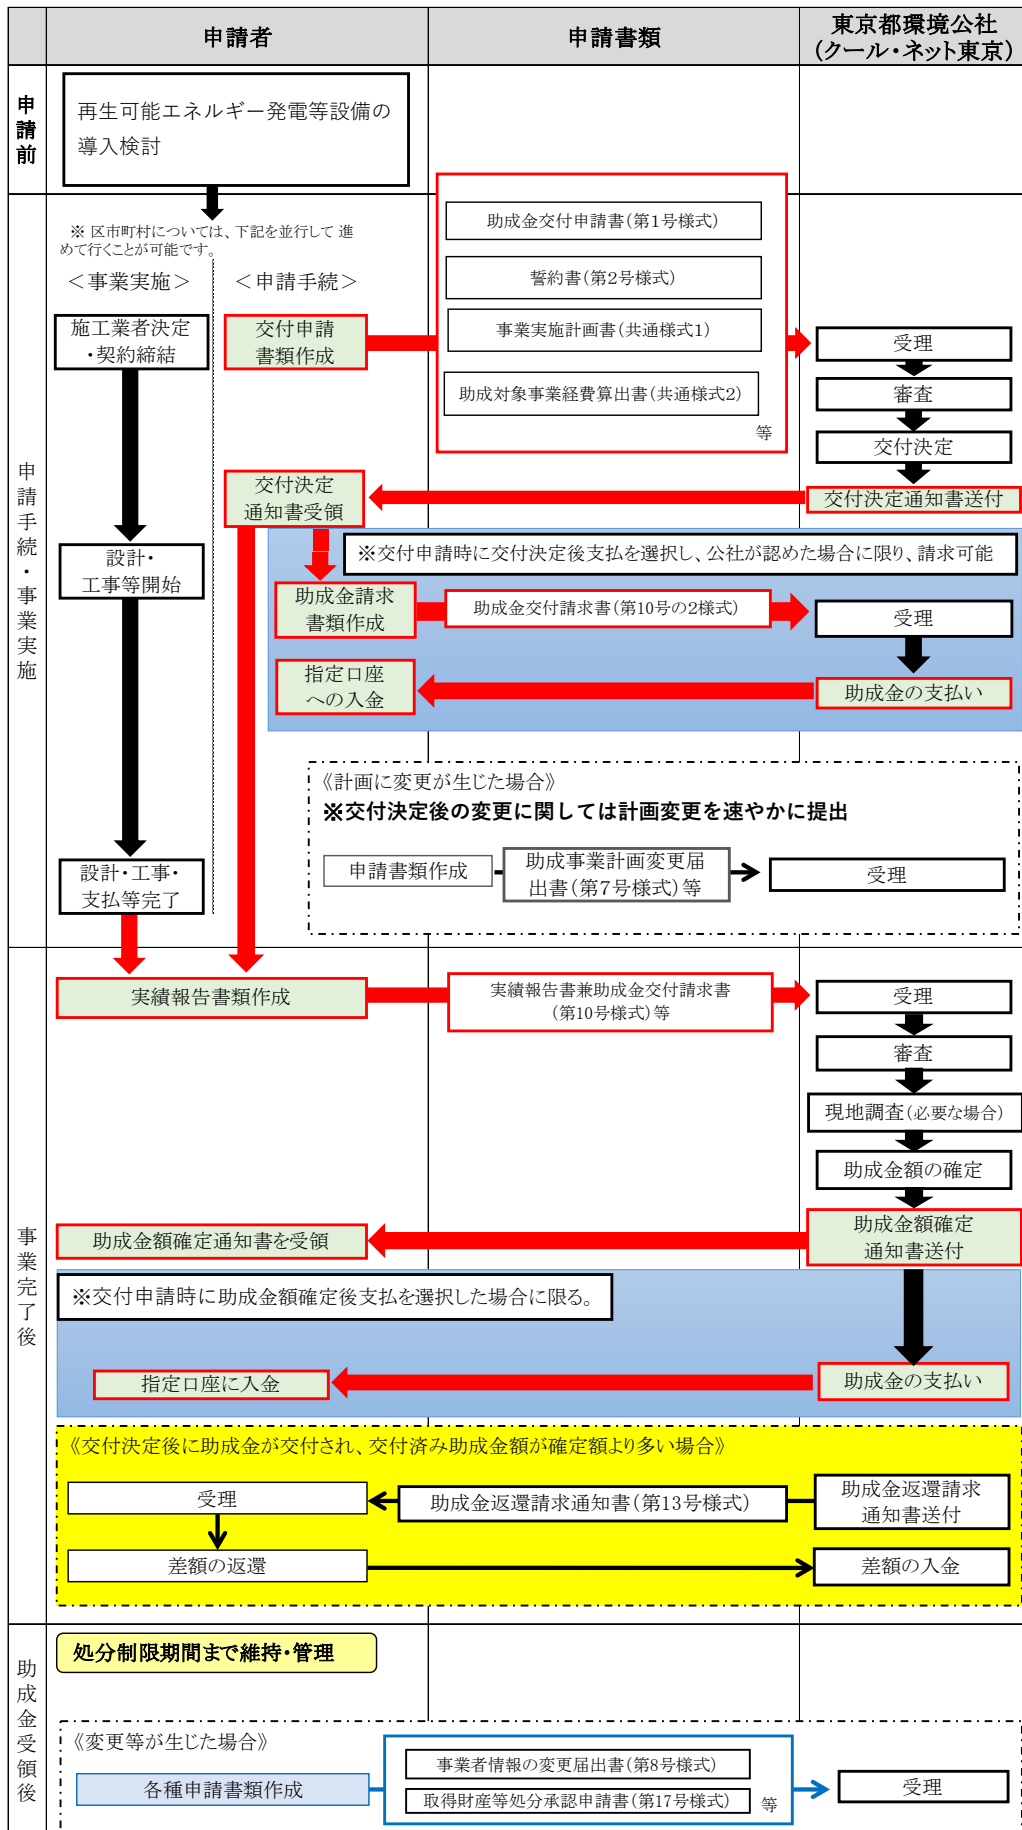 申請者
申請書類
東京都環境公社
(クール・ネット東京)
申請前
再生可能エネルギー発電等設備の
導入検討
申請手続・事業実施
※ 区市町村については、下記を並行して 進
めて行くことが可能です。
＜事業実施＞
＜申請手続＞
施工業者決定
・契約締結
交付申請
書類作成
助成金交付申請書(第1号様式)
誓約書(第2号様式)
事業実施計画書(共通様式1)
助成対象事業経費算出書(共通様式2)
等
受理
審査
交付決定
交付決定通知書送付
交付決定
通知書受領
※交付申請時に交付決定後支払を選択し、公社が認めた場合に限り、請求可能
設計・
工事等開始
助成金請求
書類作成
助成金交付請求書(第10号の2様式)
受理
指定口座
への入金
助成金の支払い
《計画に変更が生じた場合》
※交付決定後の変更に関しては計画変更を速やかに提出
申請書類作成
助成事業計画変更届
出書(第7号様式)等
受理
設計・工事・
支払等完了
事業完了後
実績報告書類作成
実績報告書兼助成金交付請求書
(第10号様式)等
受理
審査
現地調査(必要な場合)
助成金額の確定
助成金額確定
通知書送付
助成金額確定通知書を受領
※交付申請時に助成金額確定後支払を選択した場合に限る。
指定口座に入金
助成金の支払い
《交付決定後に助成金が交付され、交付済み助成金額が確定額より多い場合》
受理
助成金返還請求通知書(第13号様式)
助成金返還請求
通知書送付
差額の返還
差額の入金
助成金受領後
処分制限期間まで維持・管理
《変更等が生じた場合》
各種申請書類作成
事業者情報の変更届出書(第8号様式)
取得財産等処分承認申請書(第17号様式)
等
受理